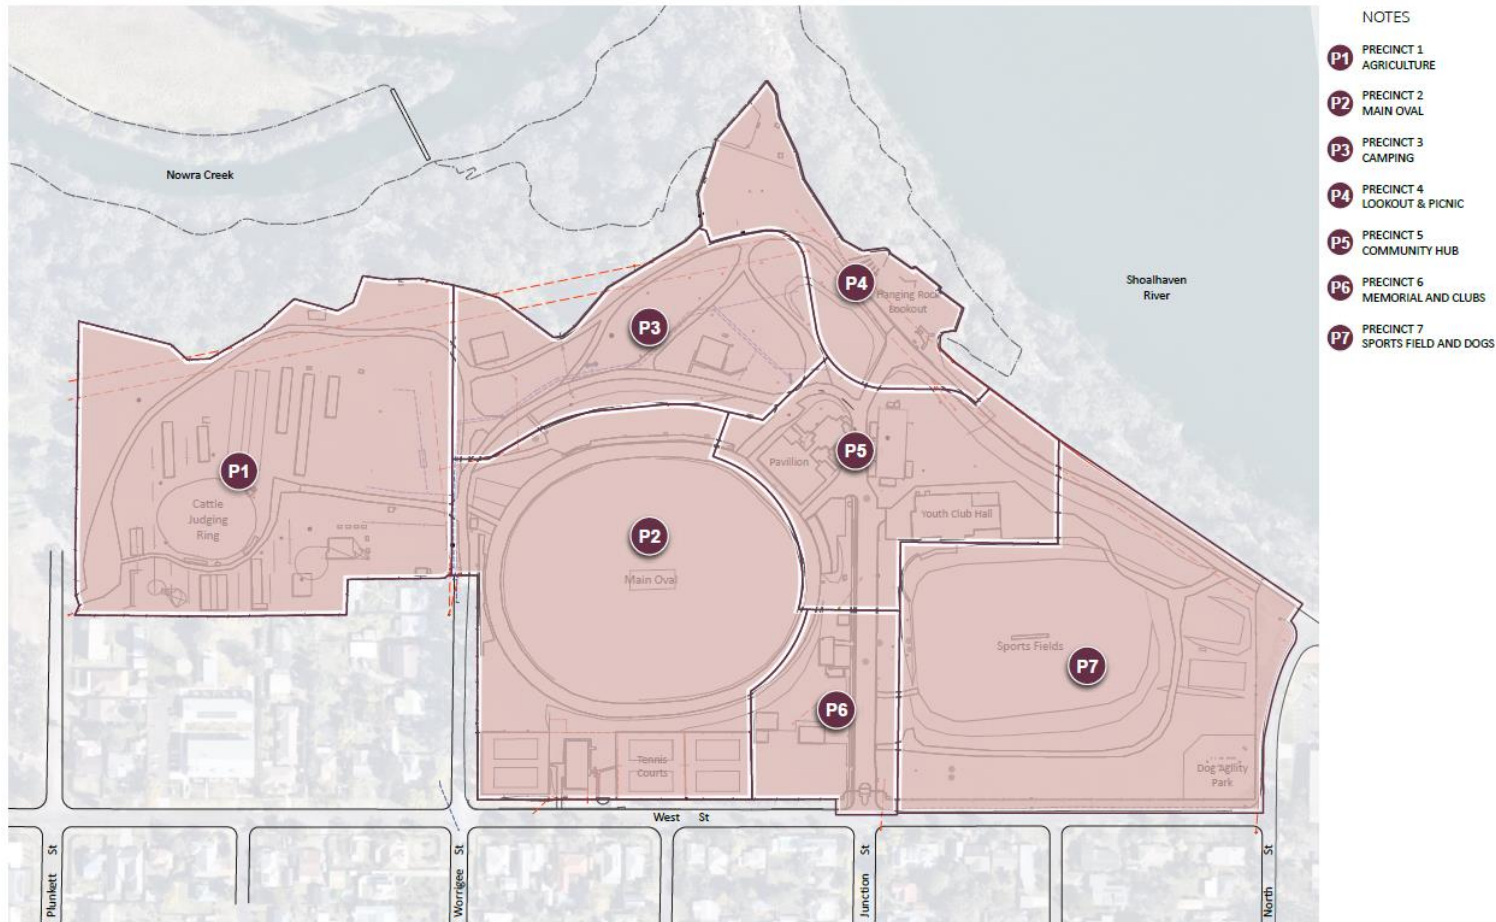 NOTES
P1 PRECINCT 1
AGRICULTURE
P2 PRECINCT 2
MAIN OVAL
P3 PRECINCT 3
CAMPING
P4 PRECINCT 4
LOOKOUT & PICNIC
P5 PRECINCT 5
COMMUNITY HUB
P6 PRECINCT 6
MEMORIAL AND CLUBS
P7 PRECINCT 7
SPORTS FIELD AND DOGS
Nowra Creek
Shoalhaven
River
P4
Hanging Rock
Lookout
P3
P5
Pavillion
P1
Cattle
Judging
Ring
Youth Club Hall
P2
Main Oval
Sports Fields
P7
P6
Tennis
Courts
Dog Agility
Park
West St
Plunkett St
Worrigee St
Junction St
North St